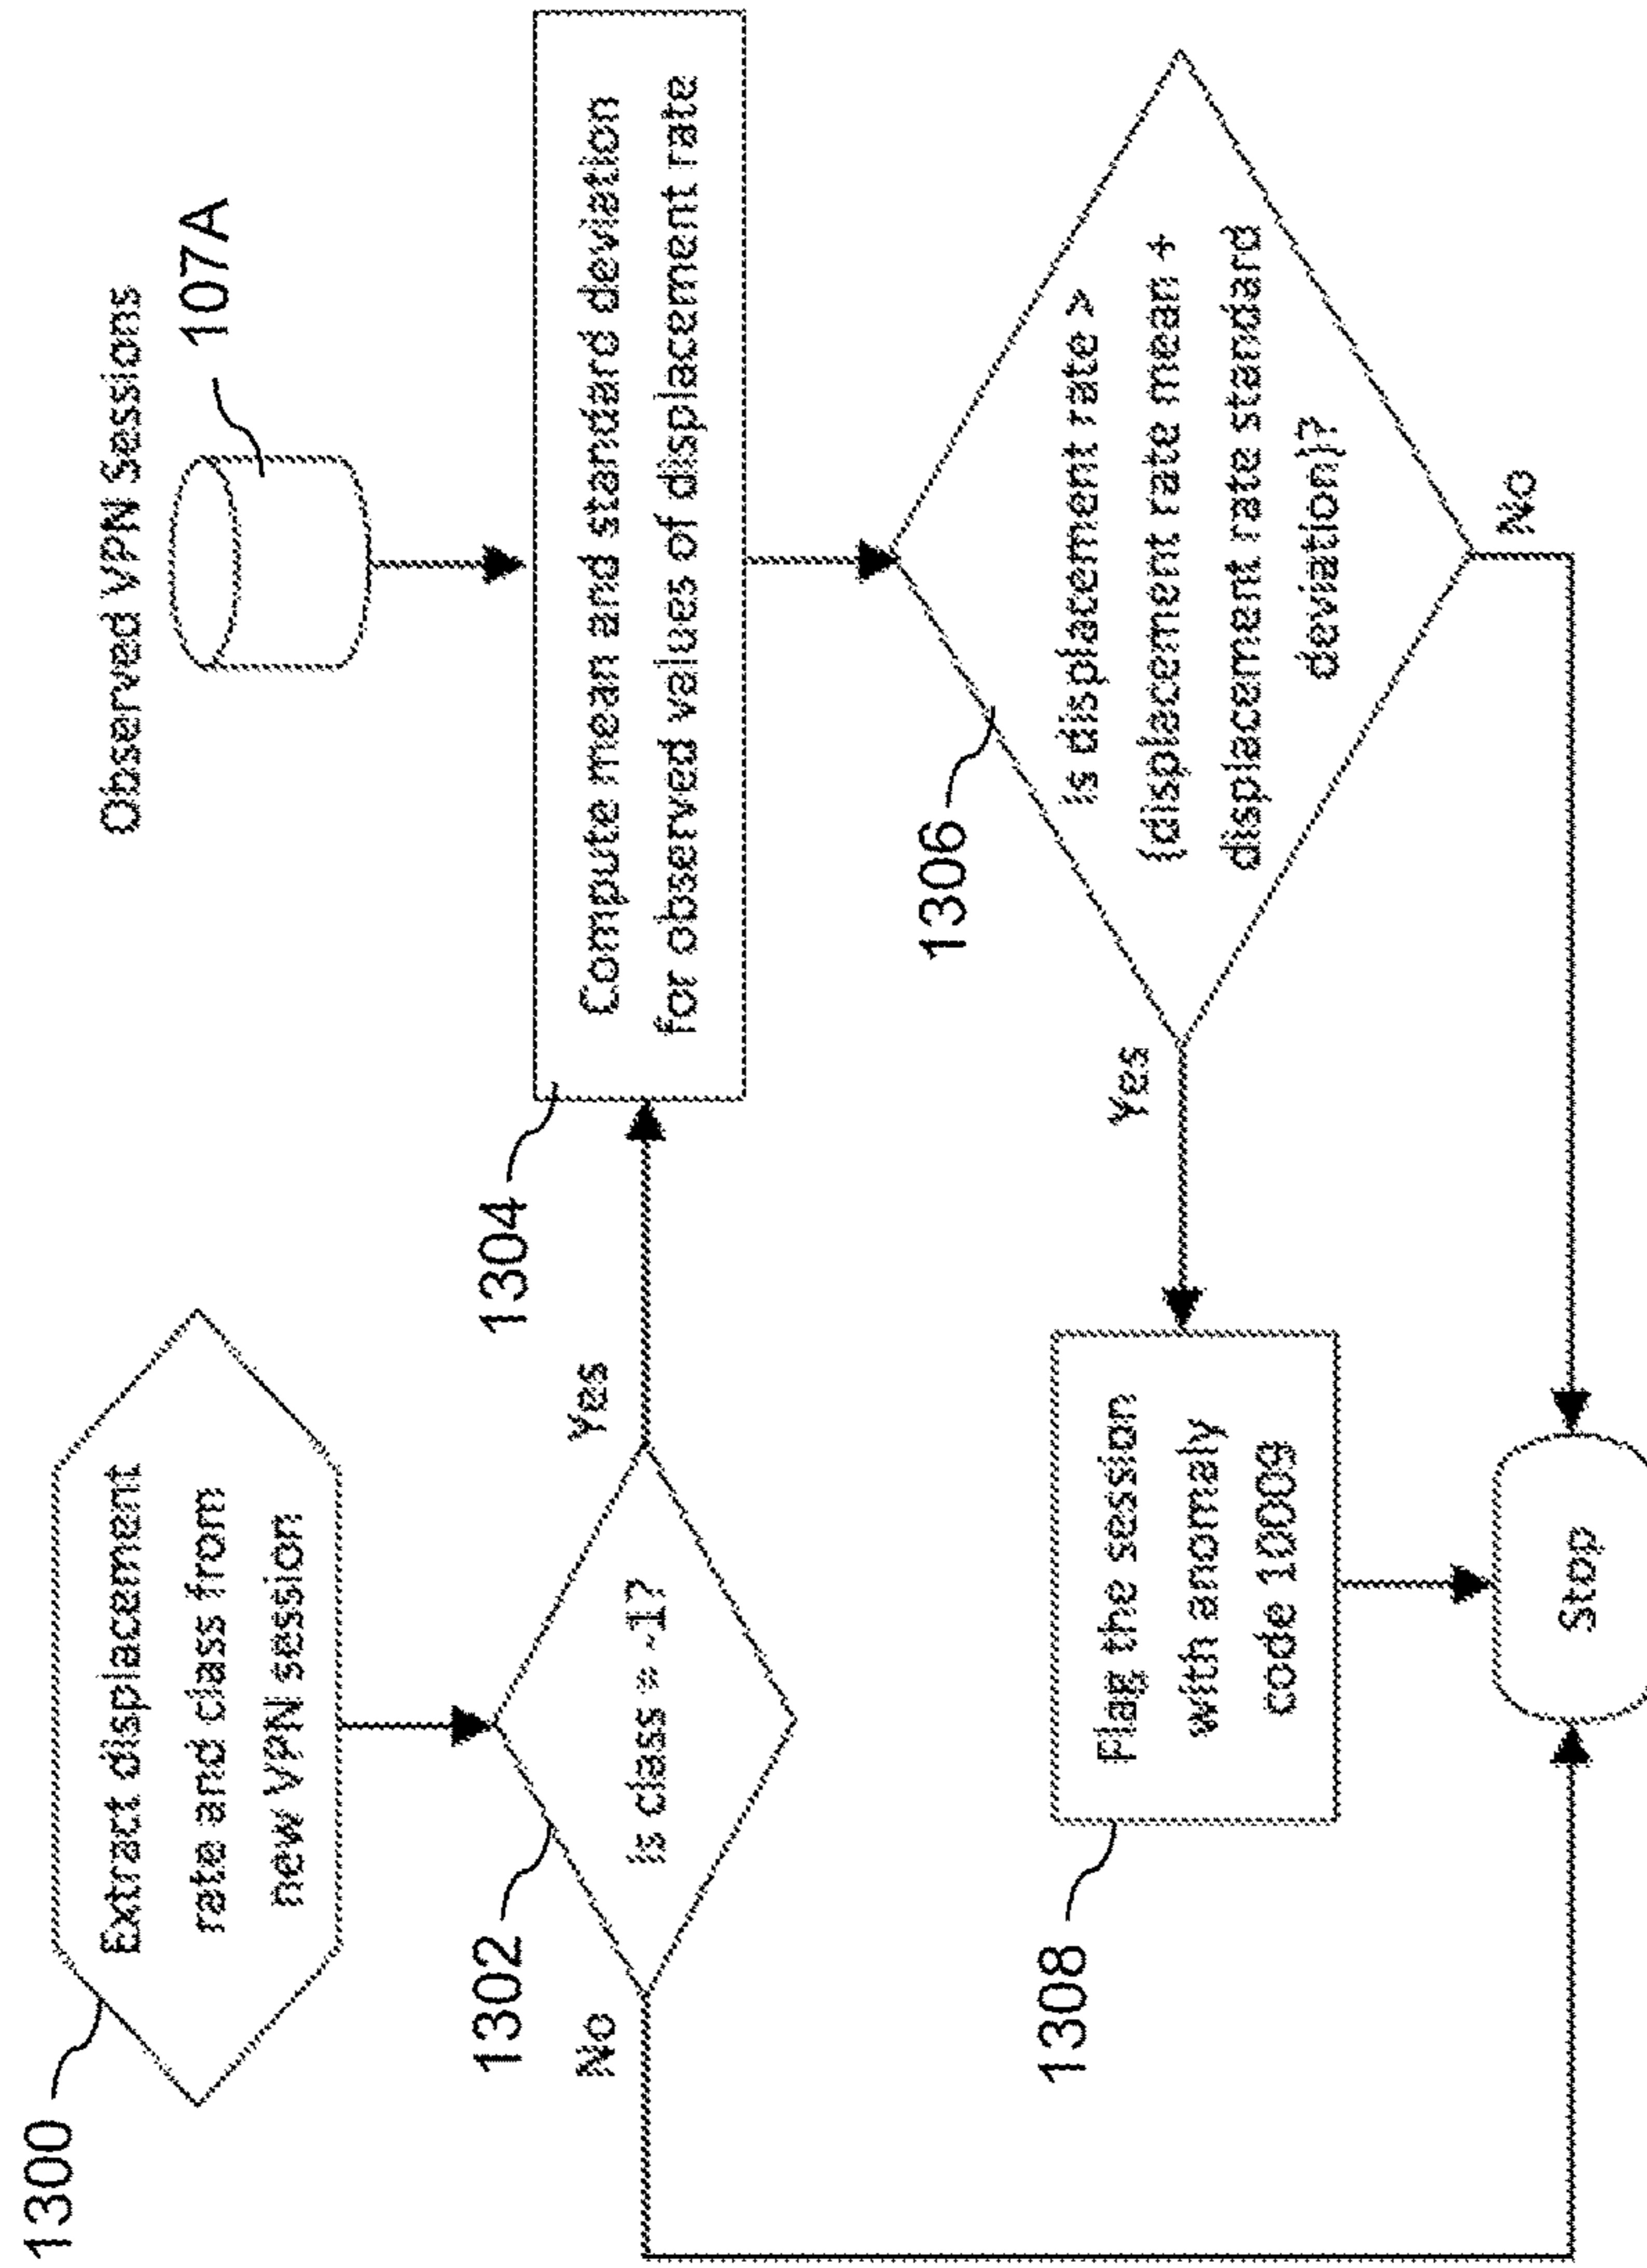 1300
Extract displacement
rate and class from
new VPN session
Observed VPN Sessions
107A
1302
Is class = -1?
No
Yes
1304
Compute mean and standard deviation
for observed values of displacement rate
1306
Is displacement rate >
(displacement rate mean +
displacement rate standard
deviation)?
Yes
No
1308
Flag the session
with anomaly
code 10009
Stop